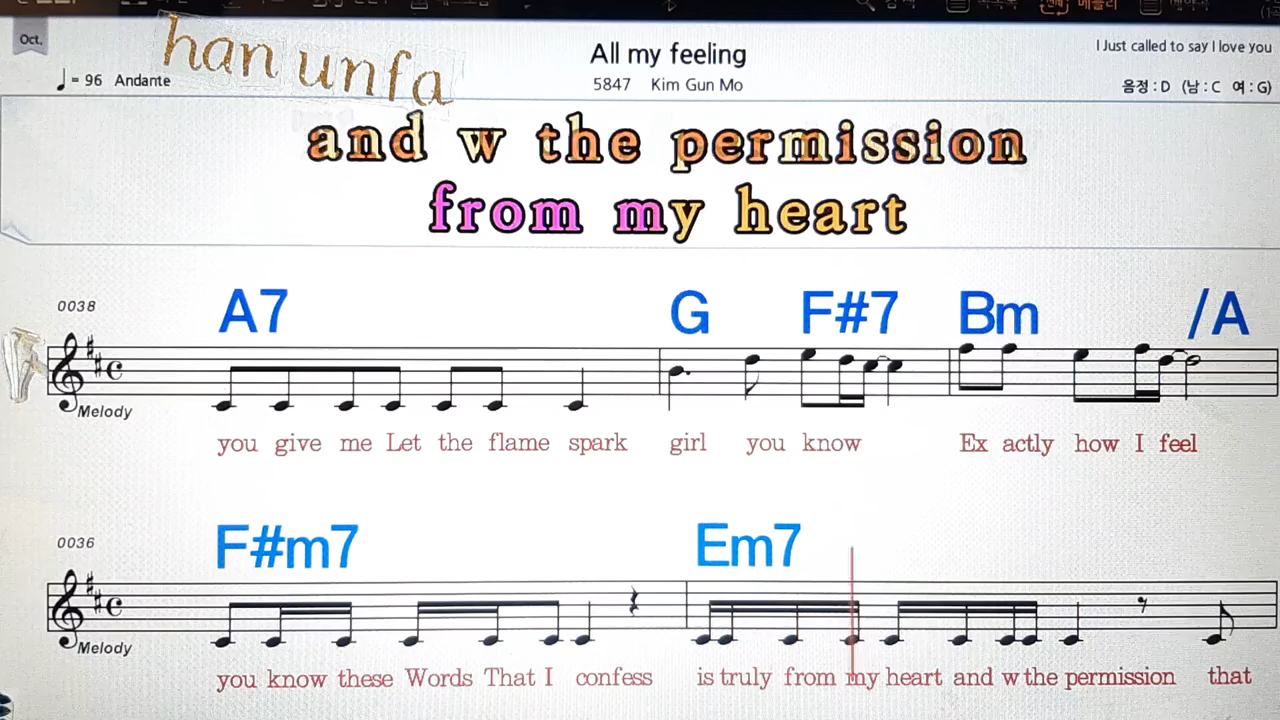 Oct.
han unfa
All my feeling
I Just called to say I love you
= 96 Andante
5847 Kim Gun Mo
음정 : D (남 : C 여 : G)
and w the permission
from my heart
0038
A7 G F#7 Bm /A
Melody
you give me Let the flame spark girl you know Ex actly how I feel
0036
F#m7 Em7
Melody
you know these Words That I confess is truly from my heart and w the permission that